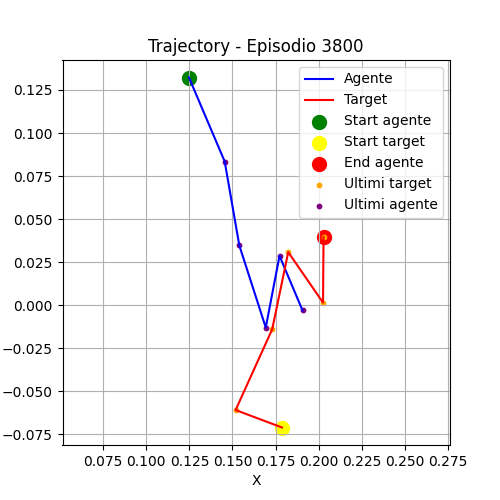 Trajectory - Episodio 3800
Agente
Target
Start agente
Start target
End agente
Ultimi target
Ultimi agente
0.125
0.100
0.075
0.050
0.025
0.000
−0.025
−0.050
−0.075
0.075 0.100 0.125 0.150 0.175 0.200 0.225 0.250 0.275
X